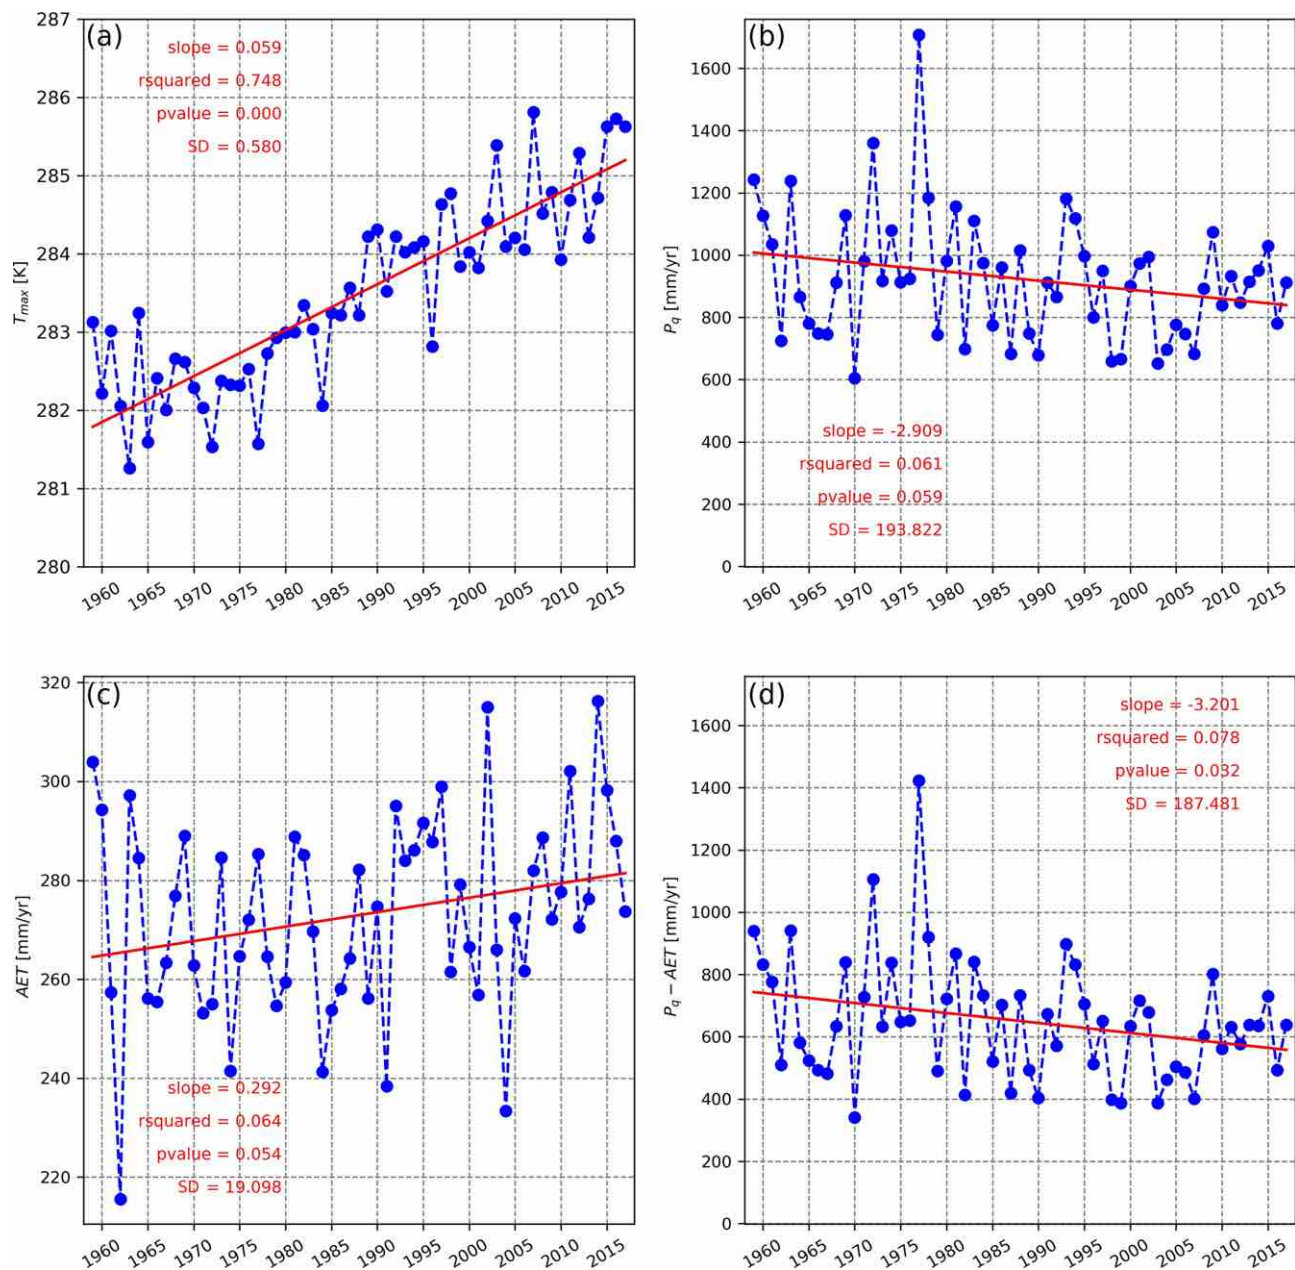 (a)
slope = 0.059
rsquared = 0.748
pvalue = 0.000
SD = 0.580
287
286
285
284
283
282
281
280
T_max [K]
1960 1965 1970 1975 1980 1985 1990 1995 2000 2005 2010 2015
(b)
1600
1400
1200
1000
800
600
400
200
0
P_q [mm/yr]
slope = -2.909
rsquared = 0.061
pvalue = 0.059
SD = 193.822
1960 1965 1970 1975 1980 1985 1990 1995 2000 2005 2010 2015
(c)
320
300
280
260
240
220
AET [mm/yr]
slope = 0.292
rsquared = 0.064
pvalue = 0.054
SD = 19.098
1960 1965 1970 1975 1980 1985 1990 1995 2000 2005 2010 2015
(d)
slope = -3.201
rsquared = 0.078
pvalue = 0.032
SD = 187.481
1600
1400
1200
1000
800
600
400
200
0
P_q − AET [mm/yr]
1960 1965 1970 1975 1980 1985 1990 1995 2000 2005 2010 2015